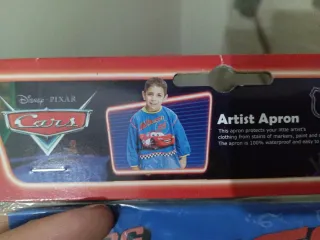 Disney PIXAR
Cars
Artist Apron
This apron protects your little artist's
clothing from stains of markers, paint and
The apron is 100% waterproof and easy to